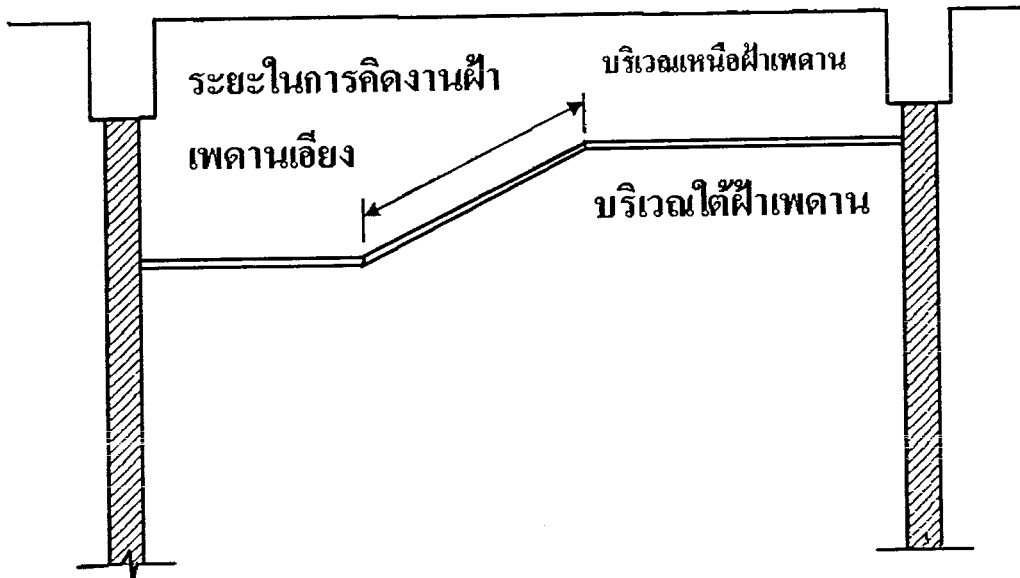 ระยะในการคิดงานฝ้า
เพดานเอียง
บริเวณเหนือฝ้าเพดาน
บริเวณใต้ฝ้าเพดาน